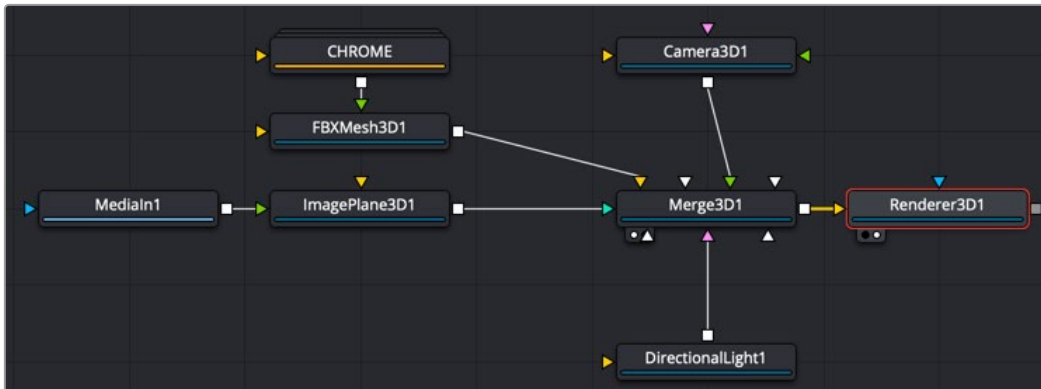 CHROME
Camera3D1
FBXMesh3D1
MediaIn1
ImagePlane3D1
Merge3D1
Renderer3D1
DirectionalLight1